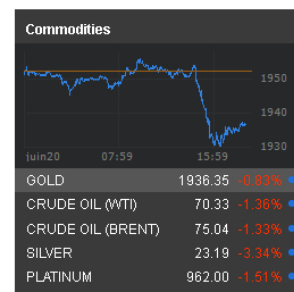 Commodities
1950
1940
1930
juin20 07:59 15:59
GOLD 1936.35 -0.83%
CRUDE OIL (WTI) 70.33 -1.36%
CRUDE OIL (BRENT) 75.04 -1.33%
SILVER 23.19 -3.34%
PLATINUM 962.00 -1.51%